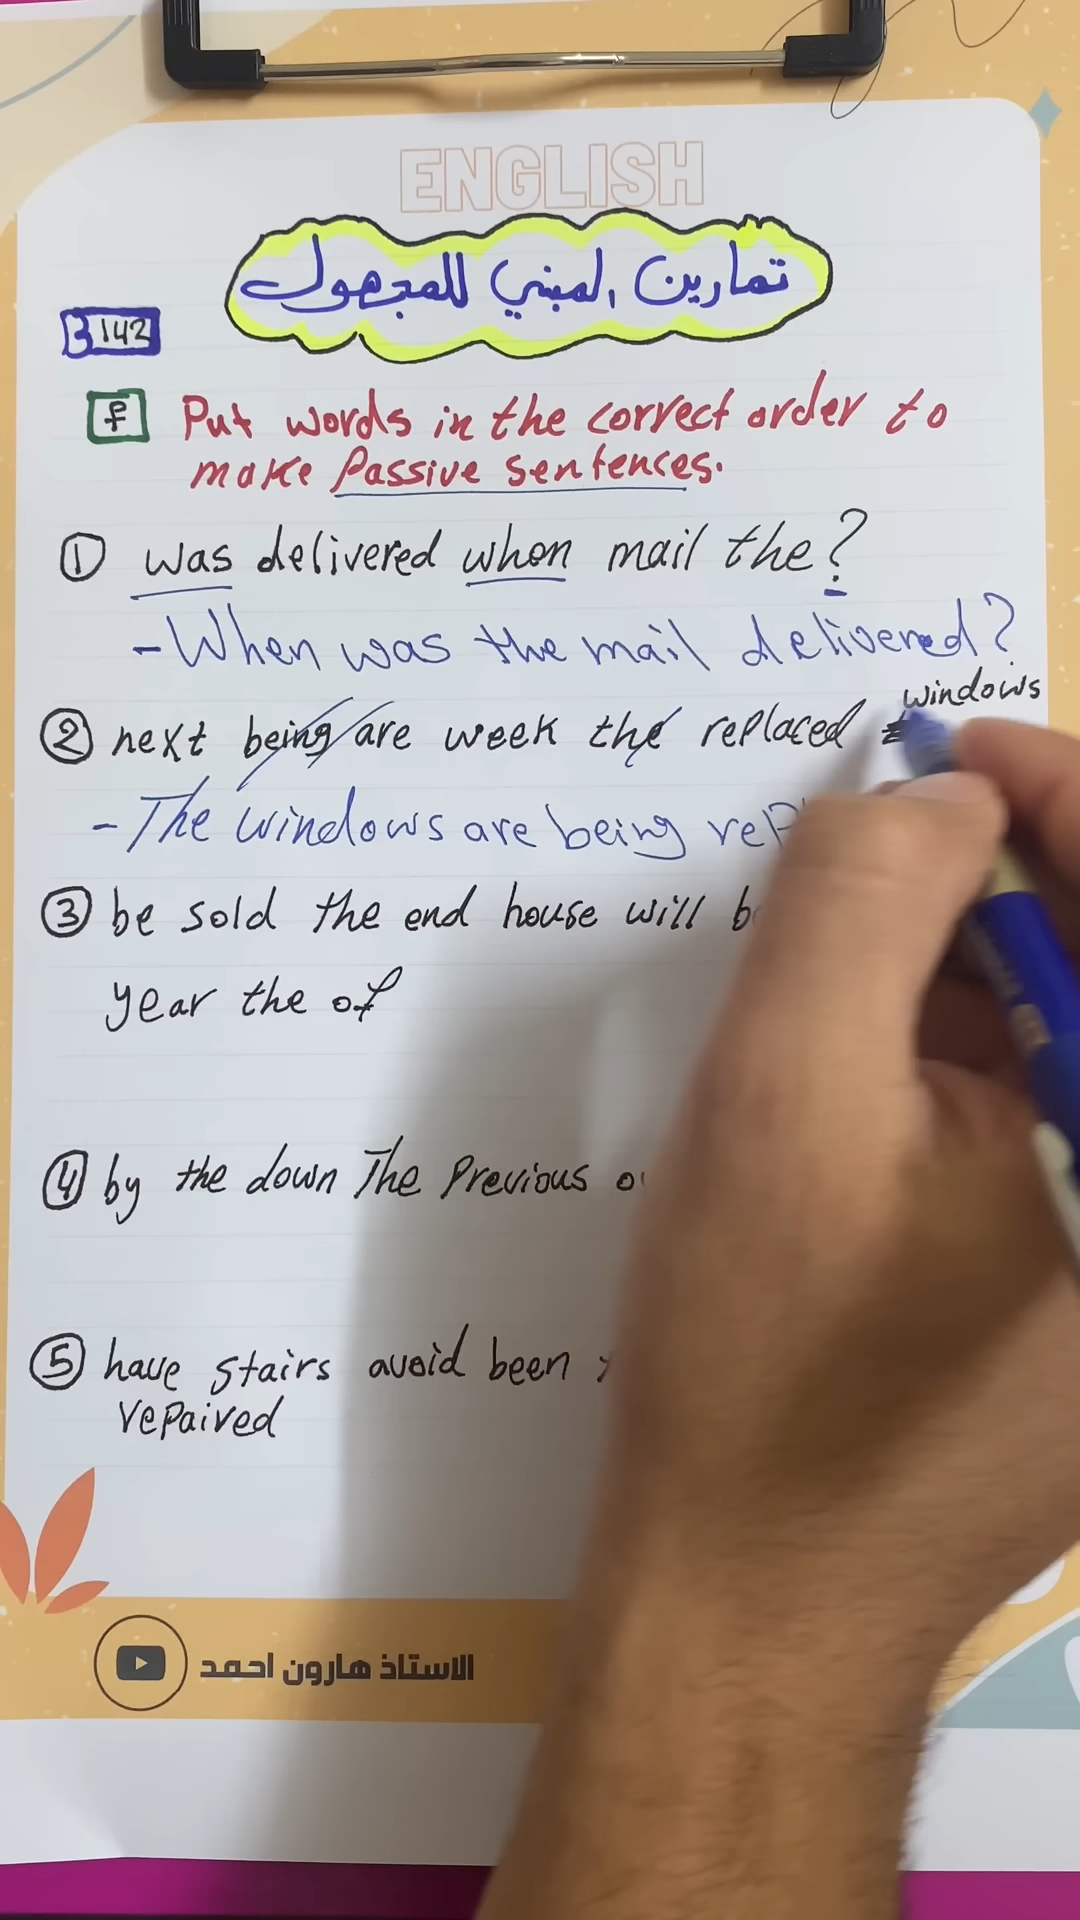 ENGLISH
تمارين المبني للمجهول
142
f Put words in the correct order to
make Passive sentences.
① was delivered when mail the?
- When was the mail delivered?
windows
② next being are week the replaced
- The windows are being rep
③ be sold the end house will b
year the of
④ by the down The Previous
⑤ have stairs avoid been
repaired
الاستاذ هارون احمد